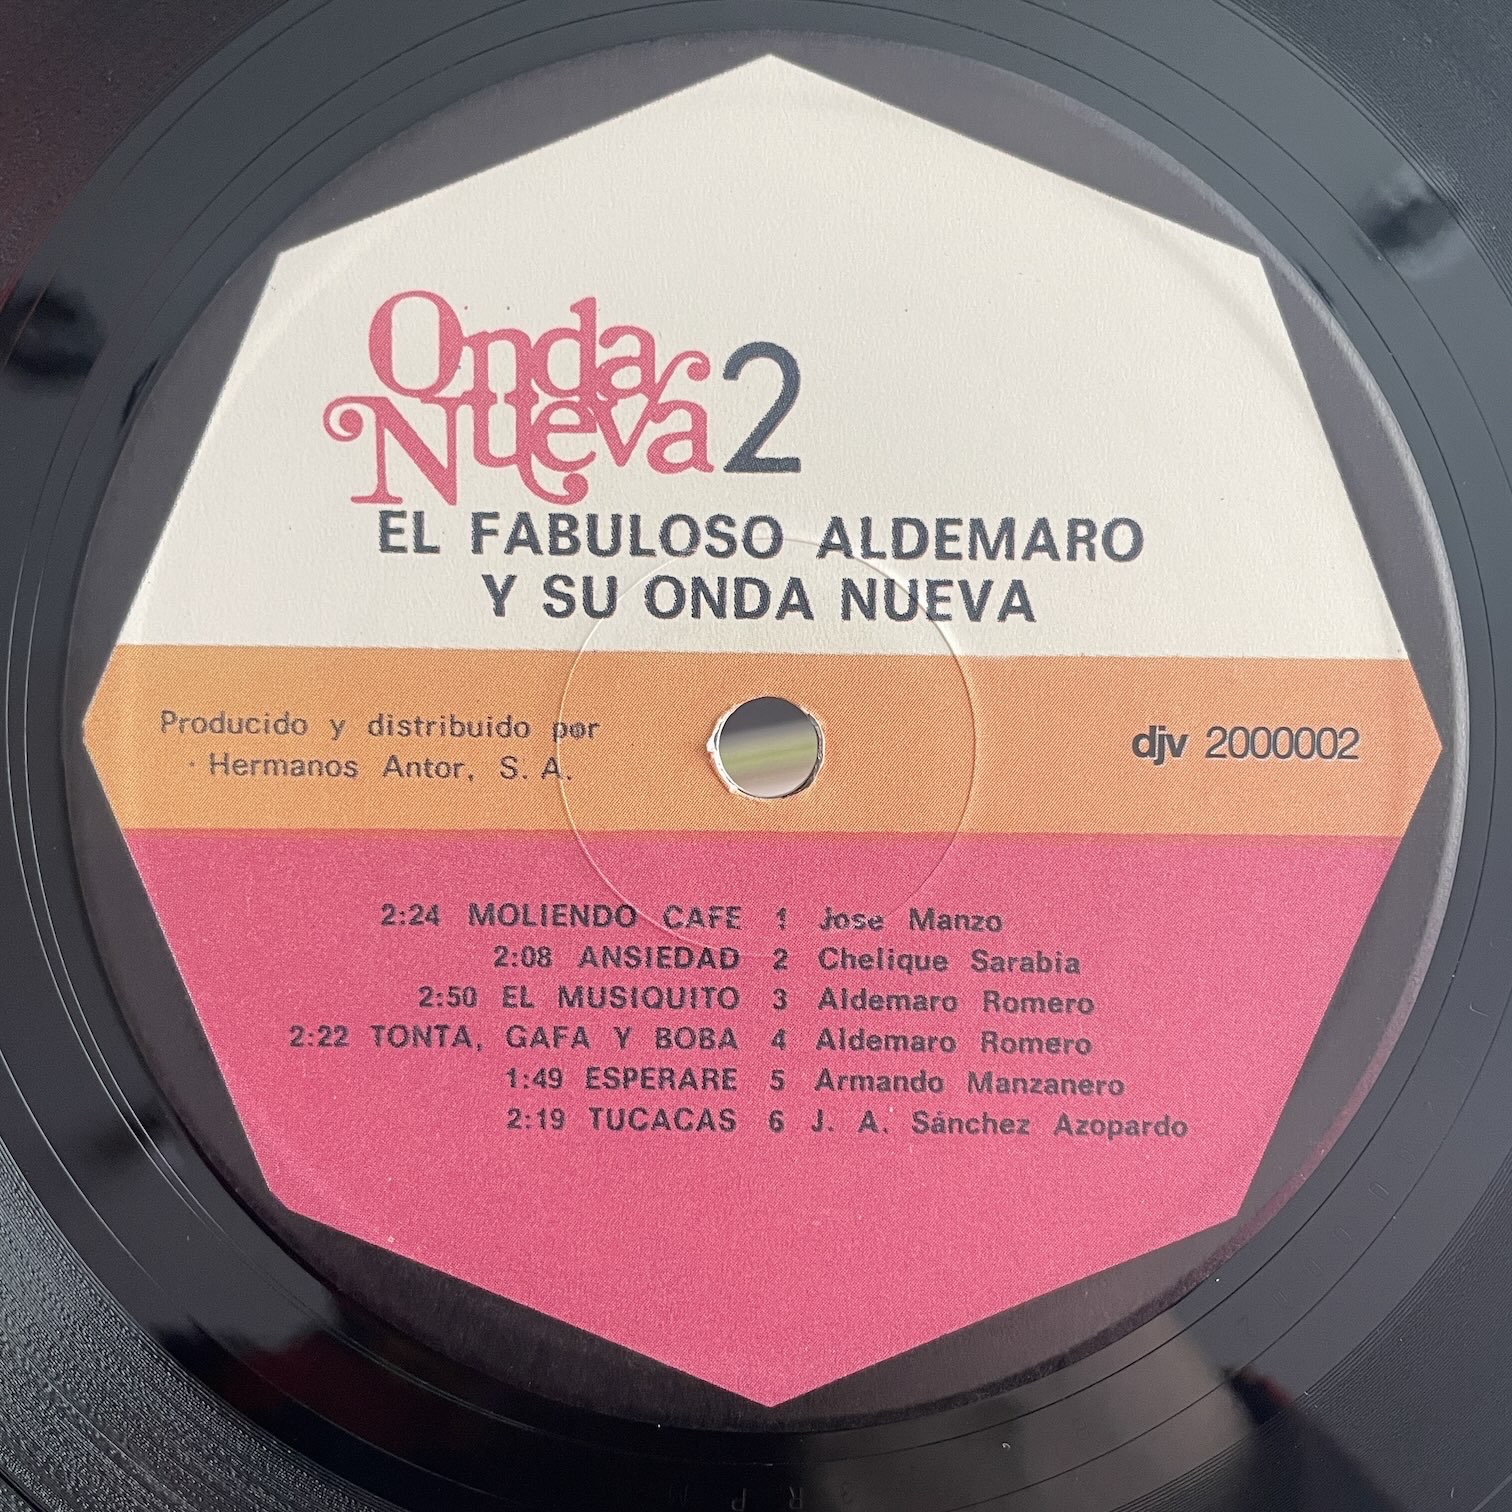 Onda
Nueva 2
EL FABULOSO ALDEMARO
Y SU ONDA NUEVA
Producido y distribuido por
Hermanos Antor, S. A.
djv 2000002
2:24 MOLIENDO CAFE 1 Jose Manzo
2:08 ANSIEDAD 2 Chelique Sarabia
2:50 EL MUSIQUITO 3 Aldemaro Romero
2:22 TONTA, GAFA Y BOBA 4 Aldemaro Romero
1:49 ESPERARE 5 Armando Manzanero
2:19 TUCACAS 6 J. A. Sánchez Azopardo